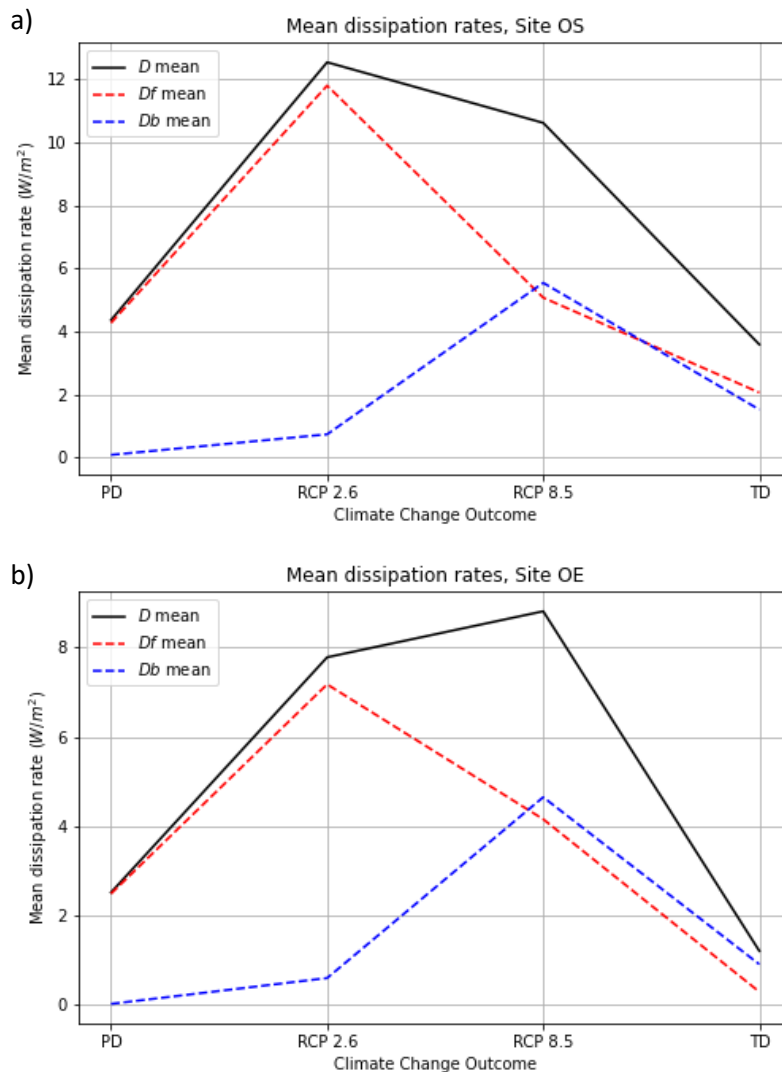 a)
Mean dissipation rates, Site OS
D mean
Df mean
Db mean
12
10
8
6
4
2
0
Mean dissipation rate (W/m²)
PD RCP 2.6 RCP 8.5 TD
Climate Change Outcome
b)
Mean dissipation rates, Site OE
D mean
Df mean
Db mean
8
6
4
2
0
Mean dissipation rate (W/m²)
PD RCP 2.6 RCP 8.5 TD
Climate Change Outcome